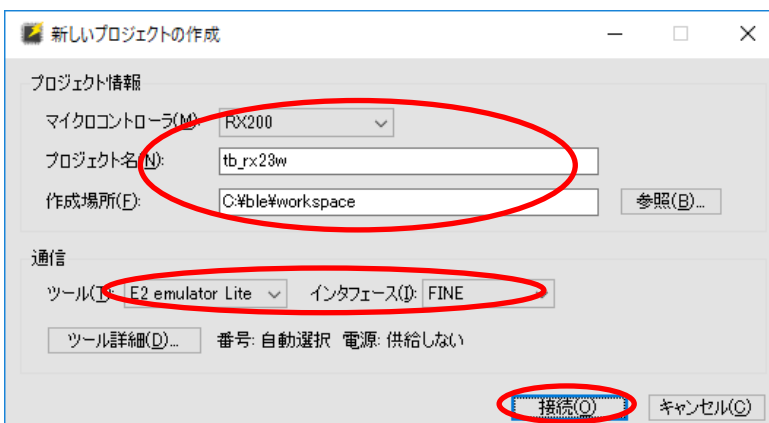 新しいプロジェクトの作成
プロジェクト情報
マイクロコントローラ(M): RX200
プロジェクト名(N): tb_rx23w
作成場所(F): C:¥ble¥workspace 参照(B)...
通信
ツール(T): E2 emulator Lite インタフェース(I): FINE
ツール詳細(D)... 番号: 自動選択 電源: 供給しない
接続(O) キャンセル(C)